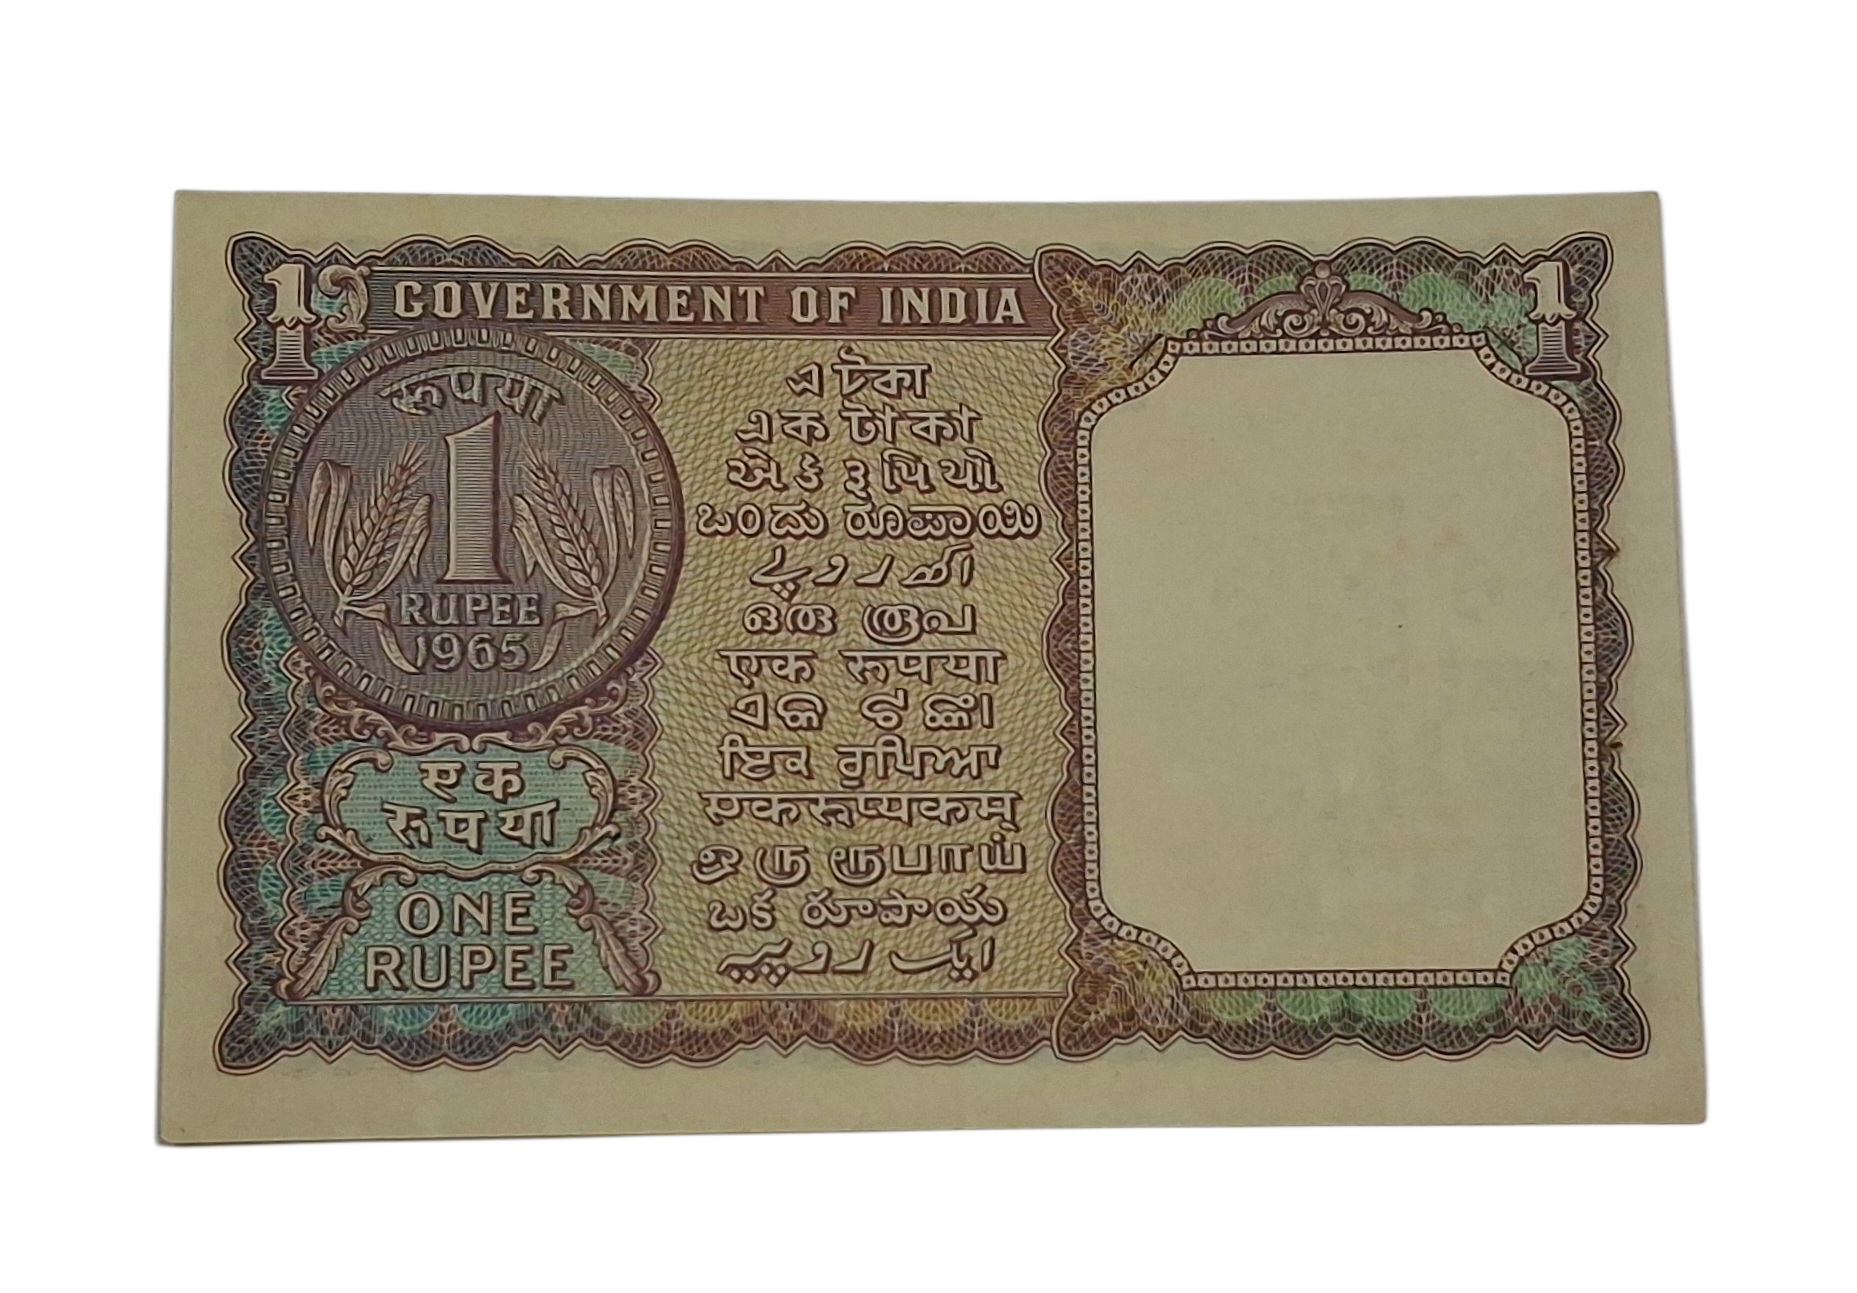 1 १ GOVERNMENT OF INDIA 1
रूपया
1
RUPEE
1965
एक
रूपया
ONE
RUPEE
এ টকা
এক টাকা
એક રૂપિયો
ಒಂದು ರೂಪಾಯಿ
اکھ روپے
ഒരു രൂപ
एक रुपया
ଏକ ଟଙ୍କା
ਇਕ ਰੁਪਿਆ
एकरूप्यकम्
ஒரு ரூபாய்
ఒక రూపాయ
ایک روپیہ